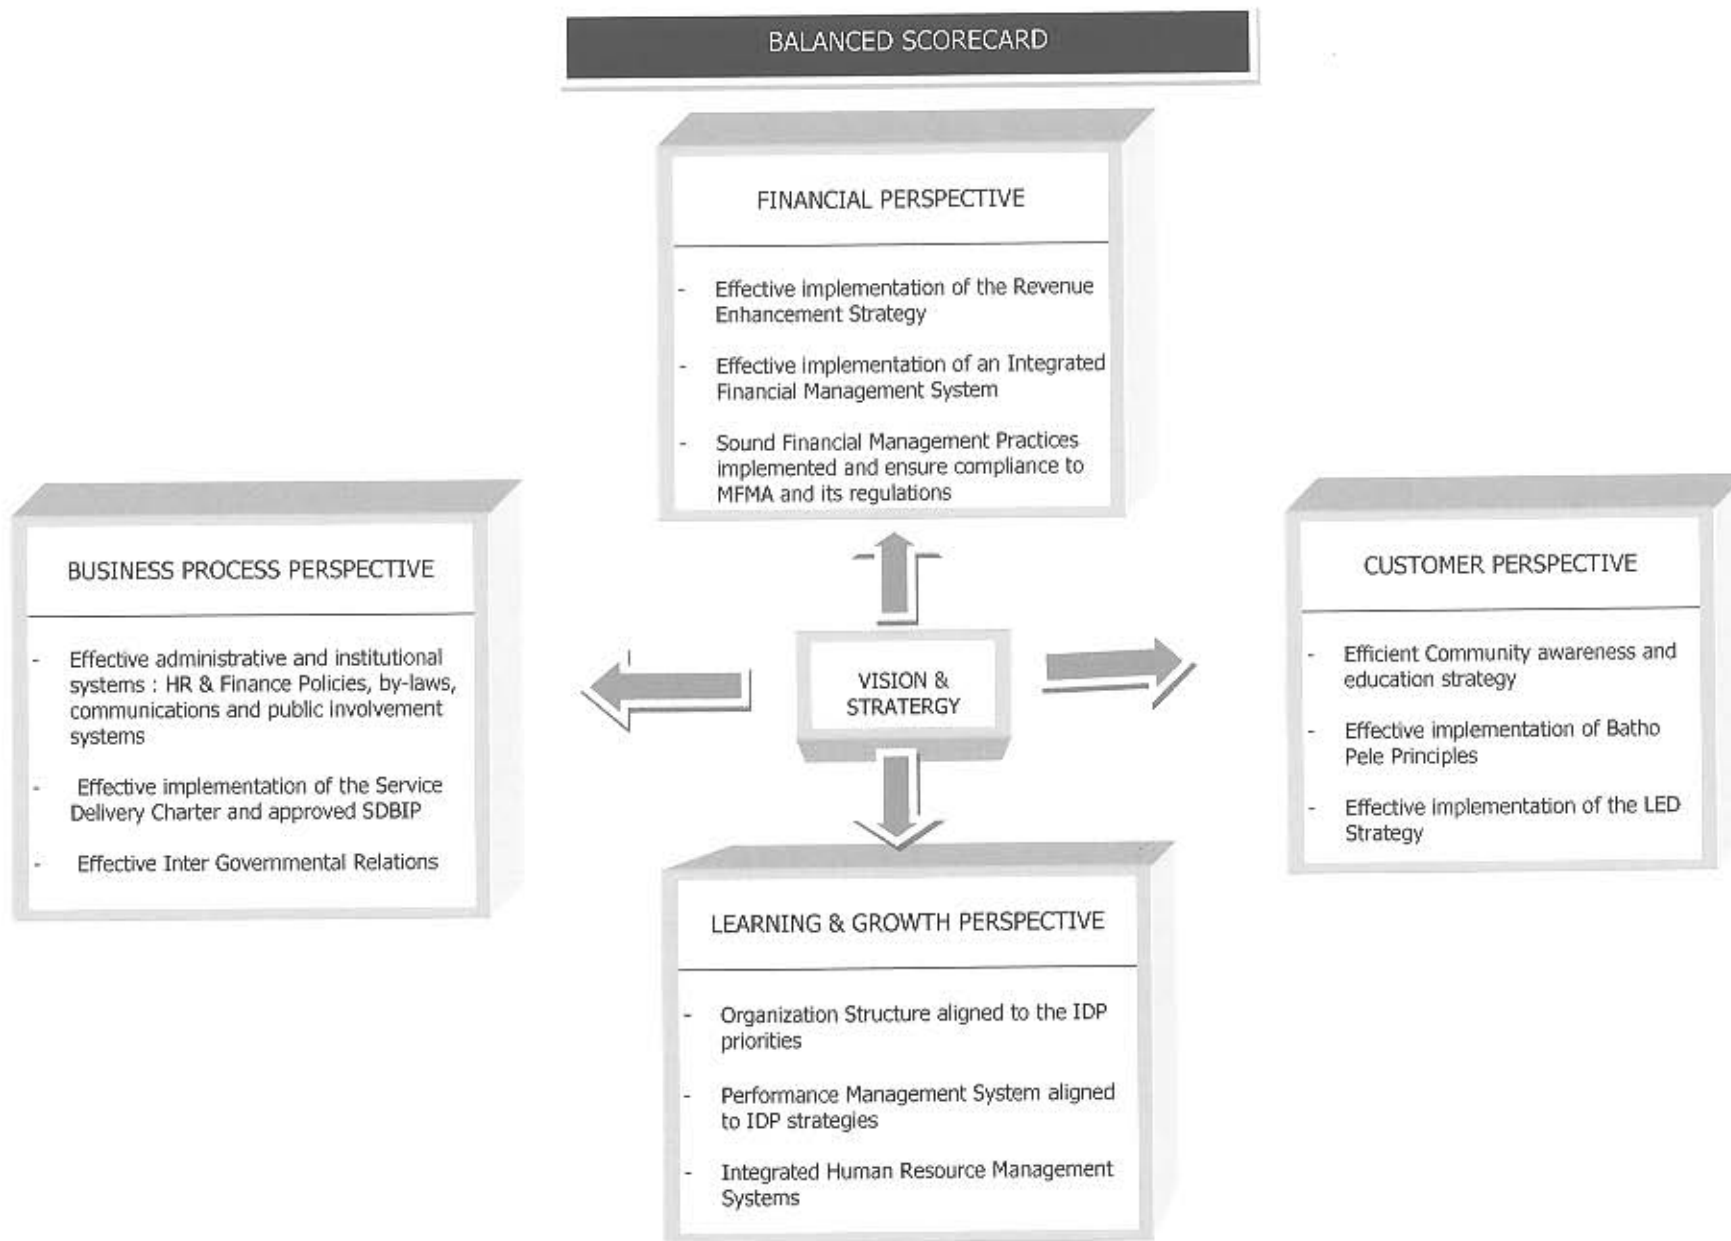 BALANCED SCORECARD
FINANCIAL PERSPECTIVE
- Effective implementation of the Revenue
Enhancement Strategy
- Effective implementation of an Integrated
Financial Management System
- Sound Financial Management Practices
implemented and ensure compliance to
MFMA and its regulations
BUSINESS PROCESS PERSPECTIVE
- Effective administrative and institutional
systems : HR & Finance Policies, by-laws,
communications and public involvement
systems
- Effective implementation of the Service
Delivery Charter and approved SDBIP
- Effective Inter Governmental Relations
VISION &
STRATERGY
CUSTOMER PERSPECTIVE
- Efficient Community awareness and
education strategy
- Effective implementation of Batho
Pele Principles
- Effective implementation of the LED
Strategy
LEARNING & GROWTH PERSPECTIVE
- Organization Structure aligned to the IDP
priorities
- Performance Management System aligned
to IDP strategies
- Integrated Human Resource Management
Systems